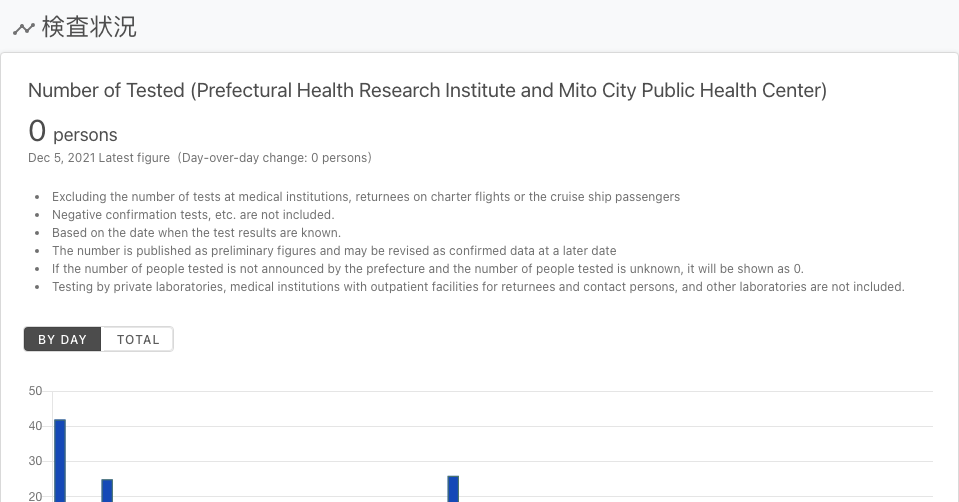 検査状況
Number of Tested (Prefectural Health Research Institute and Mito City Public Health Center)
0 persons
Dec 5, 2021 Latest figure (Day-over-day change: 0 persons)
• Excluding the number of tests at medical institutions, returnees on charter flights or the cruise ship passengers
• Negative confirmation tests, etc. are not included.
• Based on the date when the test results are known.
• The number is published as preliminary figures and may be revised as confirmed data at a later date
• If the number of people tested is not announced by the prefecture and the number of people tested is unknown, it will be shown as 0.
• Testing by private laboratories, medical institutions with outpatient facilities for returnees and contact persons, and other laboratories are not included.
BY DAY TOTAL
50
40
30
20